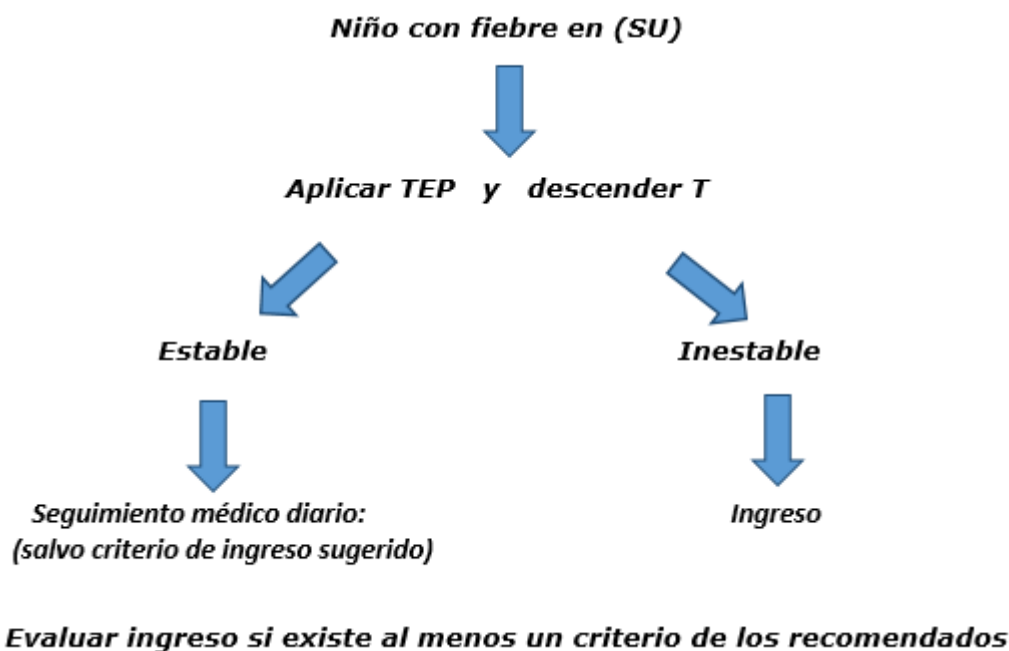 Niño con fiebre en (SU)
Aplicar TEP y descender T
Estable
Inestable
Seguimiento médico diario:
(salvo criterio de ingreso sugerido)
Ingreso
Evaluar ingreso si existe al menos un criterio de los recomendados